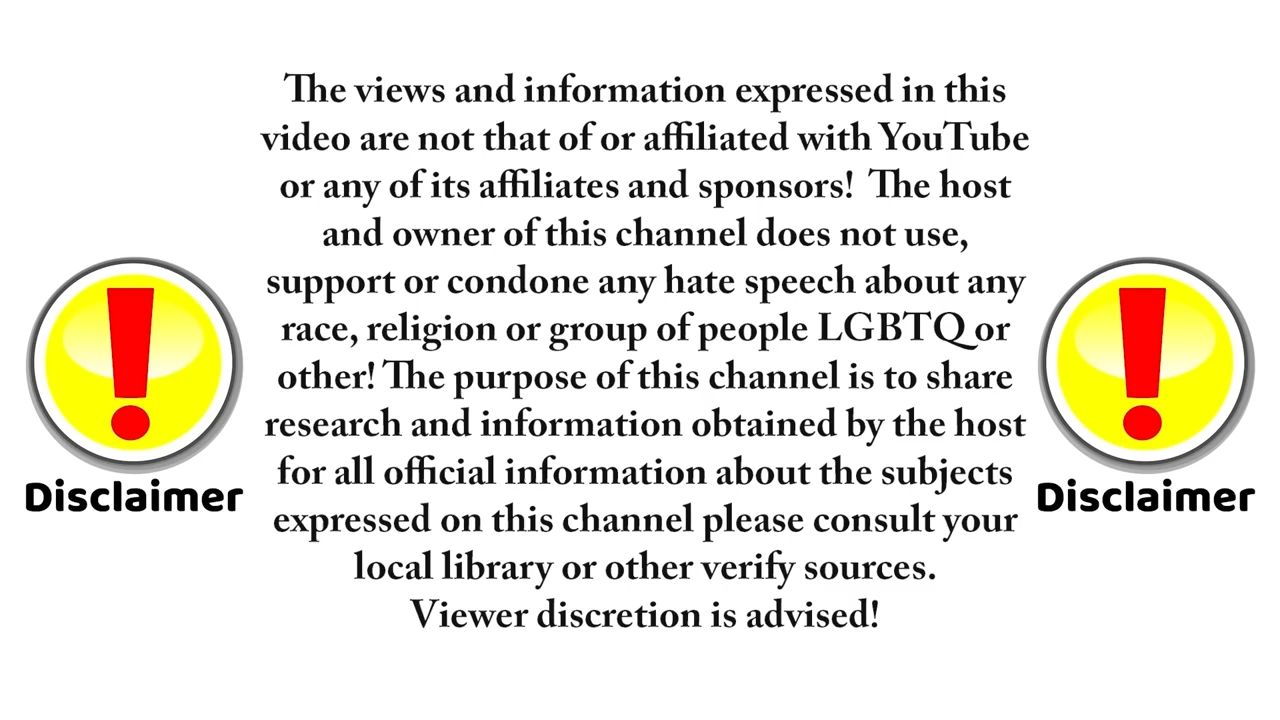 The views and information expressed in this
video are not that of or affiliated with YouTube
or any of its affiliates and sponsors! The host
and owner of this channel does not use,
support or condone any hate speech about any
race, religion or group of people LGBTQ or
other! The purpose of this channel is to share
research and information obtained by the host
for all official information about the subjects
expressed on this channel please consult your
local library or other verify sources.
Viewer discretion is advised!
Disclaimer
Disclaimer